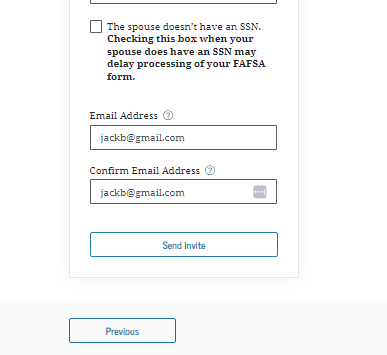 The spouse doesn't have an SSN.
Checking this box when your
spouse does have an SSN may
delay processing of your FAFSA
form.
Email Address ?
jackb@gmail.com
Confirm Email Address ?
jackb@gmail.com
Send Invite
Previous